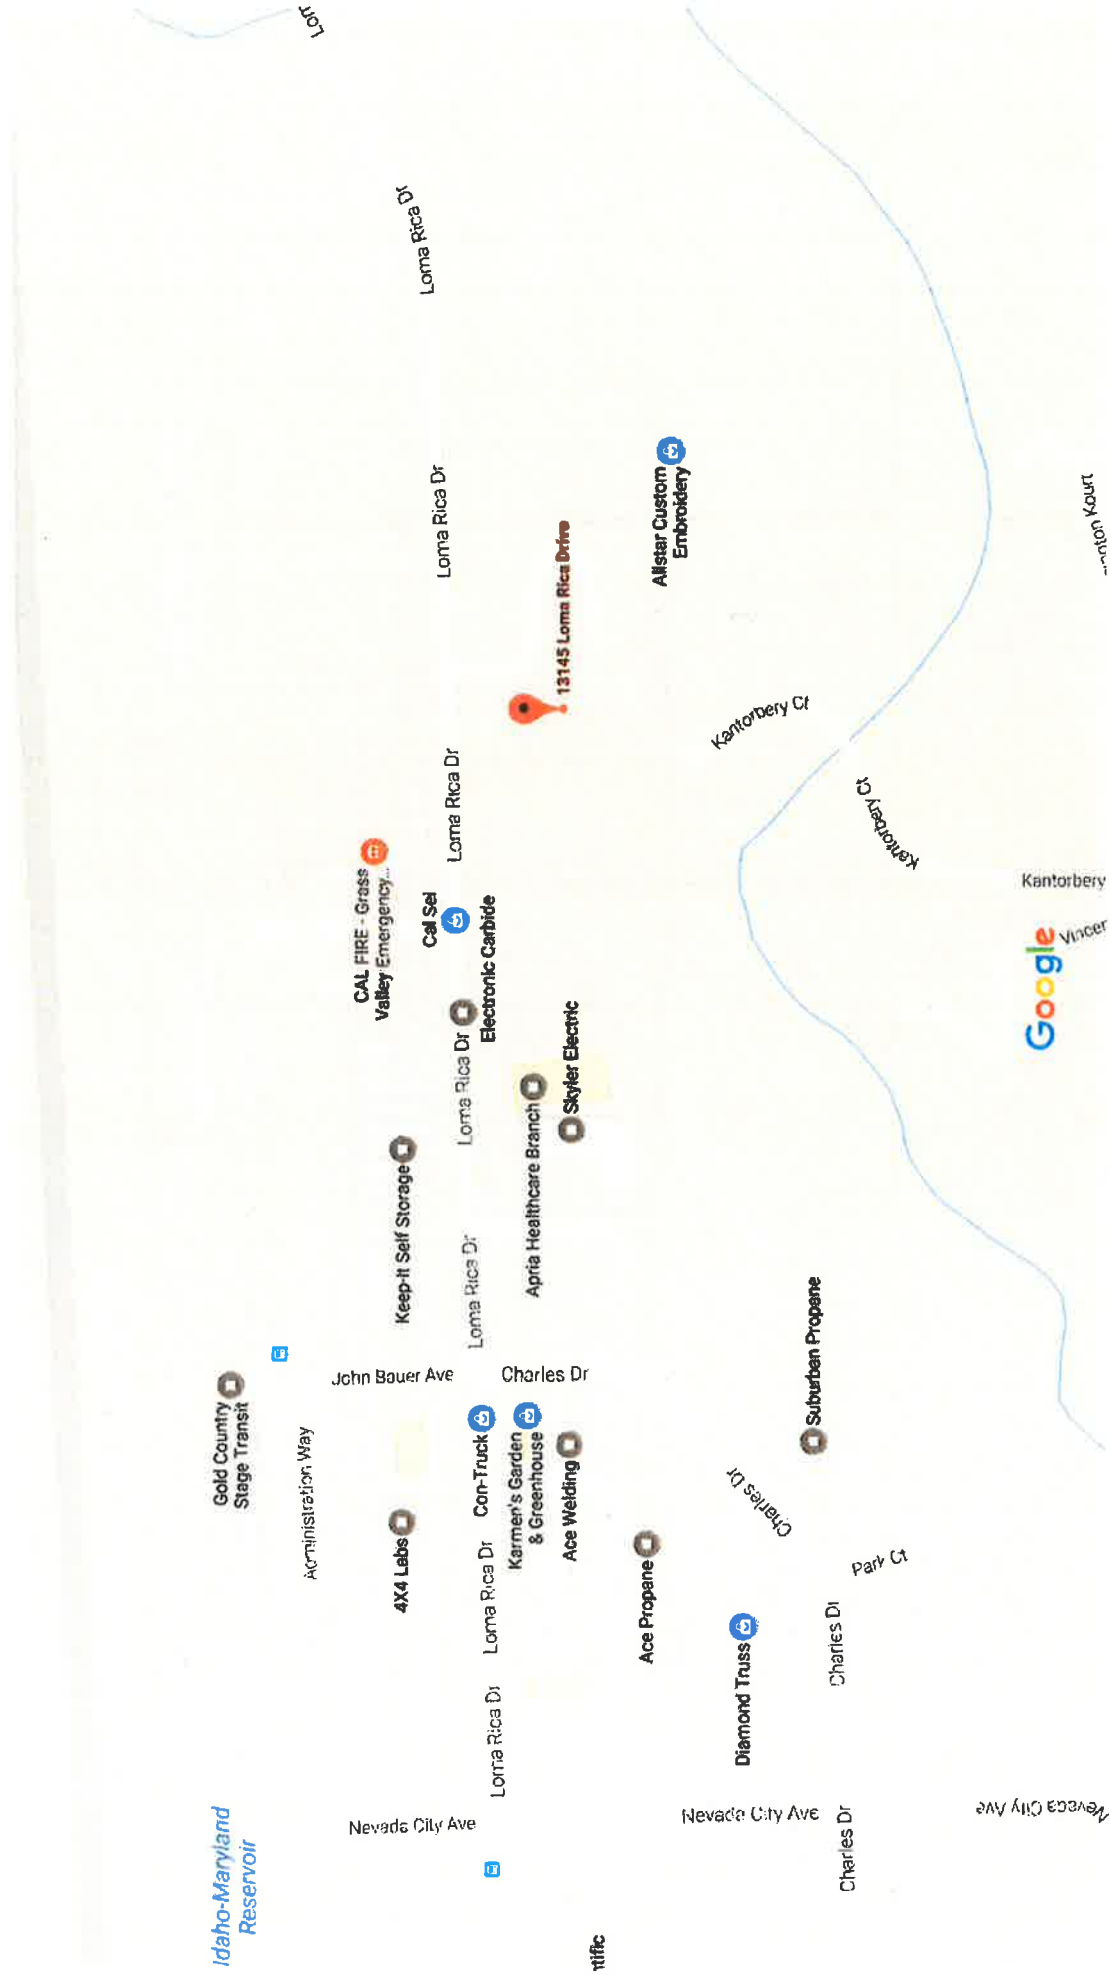 Idaho-Maryland
Reservoir
Gold Country
Stage Transit
Administration Way
Nevada City Ave
John Bauer Ave
4X4 Labs
Keep-It Self Storage
CAL FIRE - Grass
Valley Emergency...
Cal Sel
Loma Rica Dr
Loma Rica Dr
Con-Truck
Loma Rica Dr
Loma Rica Dr
Electronic Carbide
Loma Rica Dr
Loma Rica Dr
Loma Rica Dr
Karmen's Garden
& Greenhouse
Charles Dr
Apria Healthcare Branch
Ace Welding
Skyler Electric
13145 Loma Rica Drive
Ace Propane
Allstar Custom
Embroidery
Nevada City Ave
Diamond Truss
Charles Dr
Suburban Propane
Kantorbery Ct
Charles Dr
Charles Dr
Park Ct
Kantorbery Ct
Nevada City Ave
Google
Kantorbery